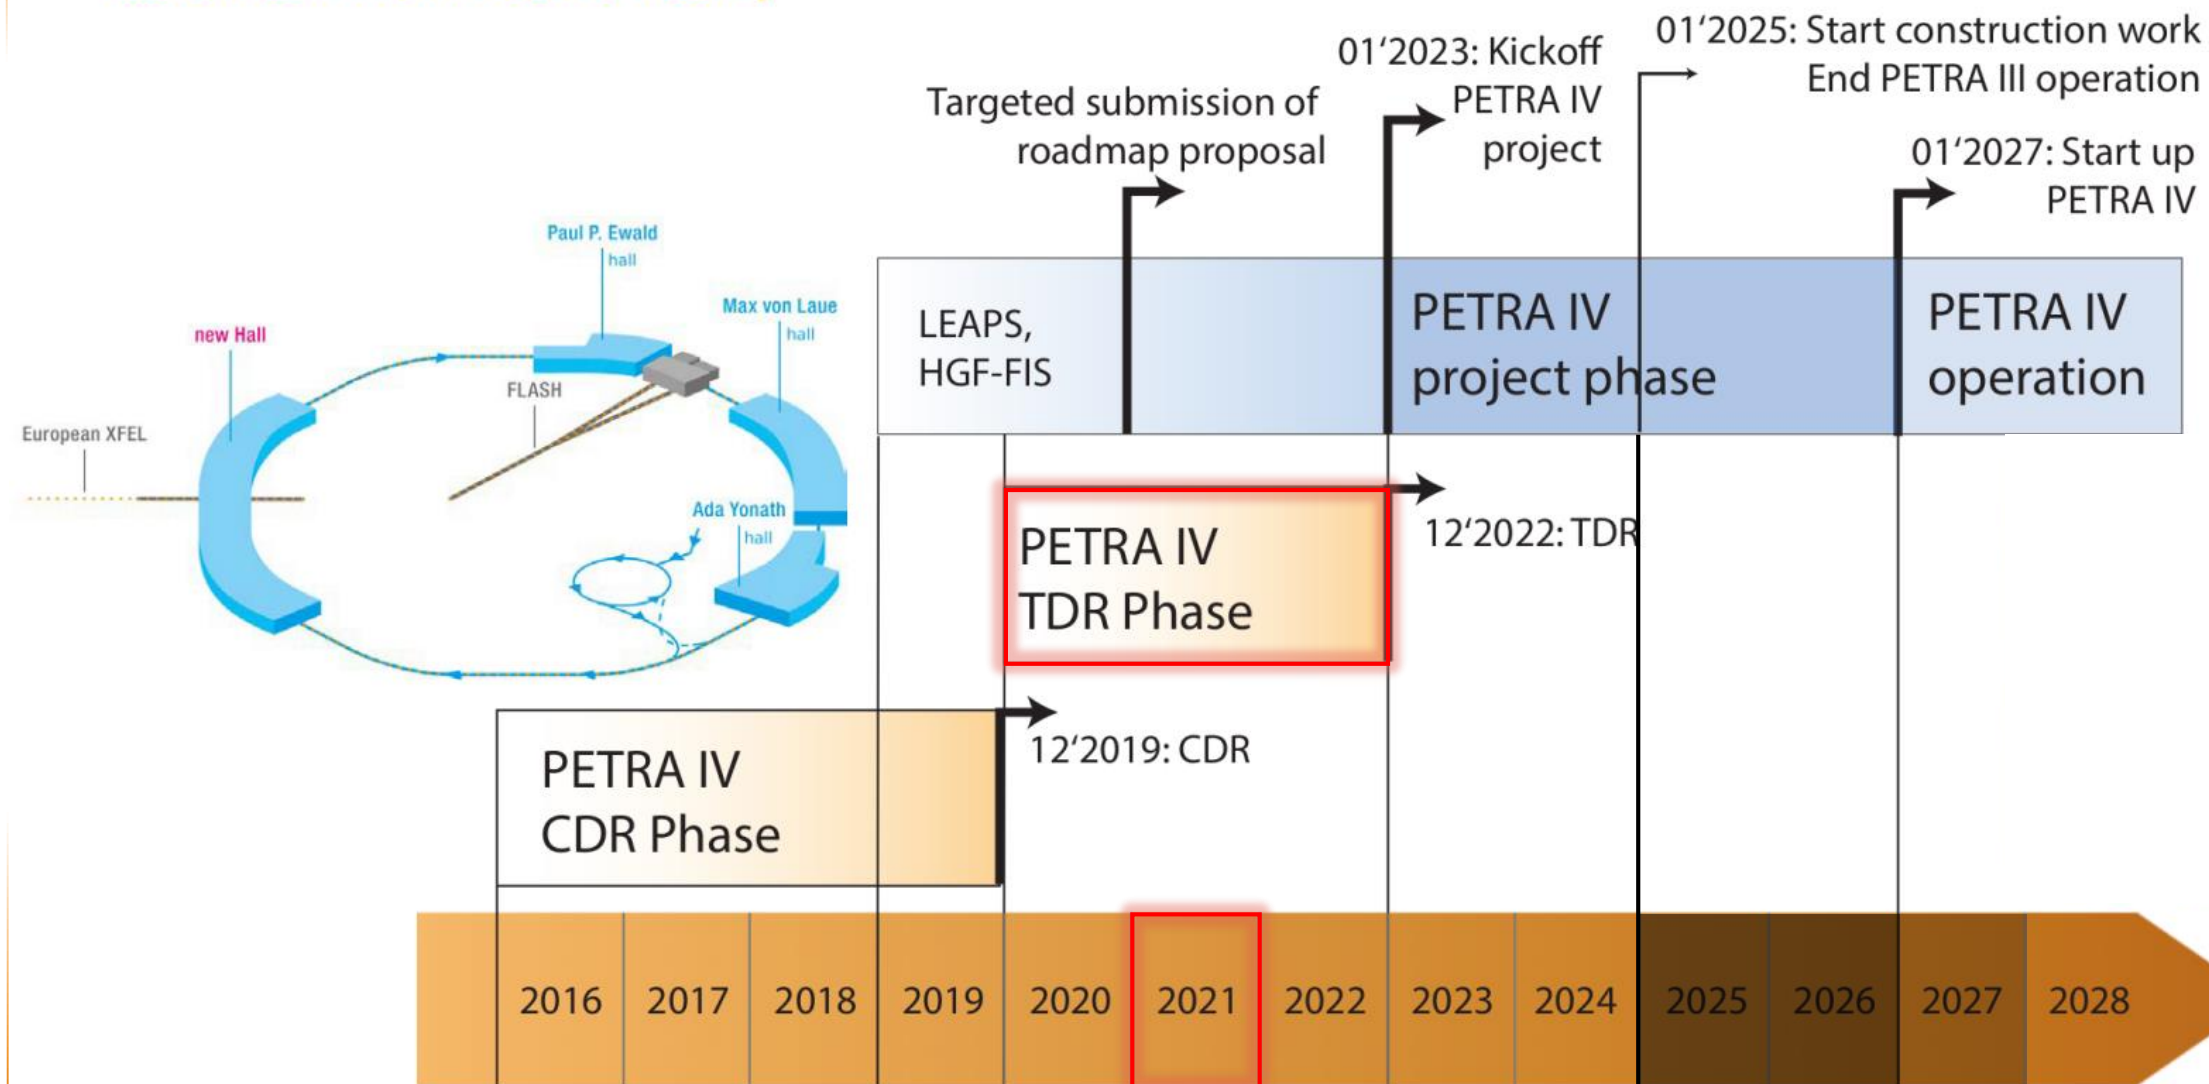 01‘2025: Start construction work
End PETRA III operation
01‘2023: Kickoff
PETRA IV
project
Targeted submission of
roadmap proposal
01‘2027: Start up
PETRA IV
Paul P. Ewald
hall
Max von Laue
hall
new Hall
FLASH
European XFEL
Ada Yonath
hall
LEAPS,
HGF-FIS
PETRA IV
project phase
PETRA IV
operation
PETRA IV
TDR Phase
12‘2022: TDR
PETRA IV
CDR Phase
12‘2019: CDR
2016 2017 2018 2019 2020 2021 2022 2023 2024 2025 2026 2027 2028